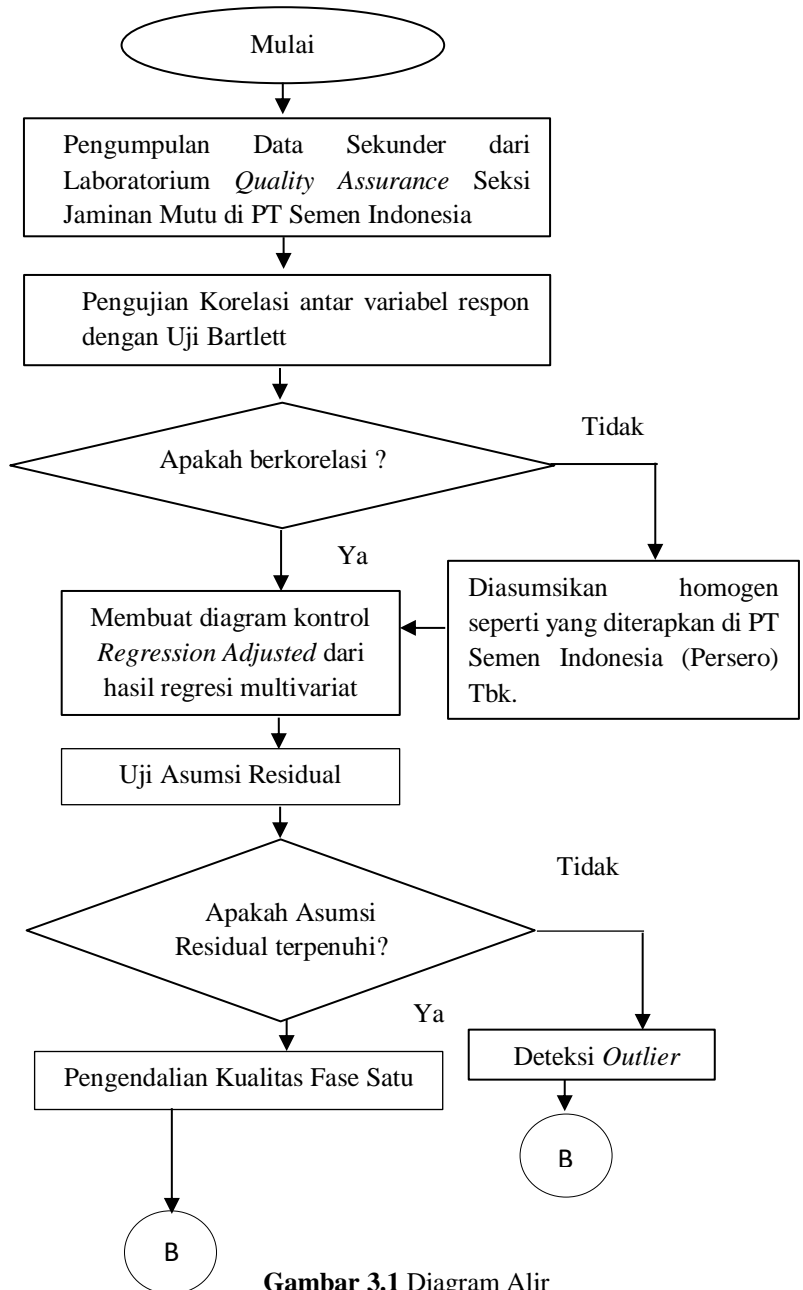 Mulai
Pengumpulan Data Sekunder dari
Laboratorium Quality Assurance Seksi
Jaminan Mutu di PT Semen Indonesia
Pengujian Korelasi antar variabel respon
dengan Uji Bartlett
Apakah berkorelasi ?
Tidak
Ya
Diasumsikan homogen
seperti yang diterapkan di PT
Semen Indonesia (Persero)
Tbk.
Membuat diagram kontrol
Regression Adjusted dari
hasil regresi multivariat
Uji Asumsi Residual
Apakah Asumsi
Residual terpenuhi?
Tidak
Ya
Deteksi Outlier
Pengendalian Kualitas Fase Satu
B
B
Gambar 3.1 Diagram Alir